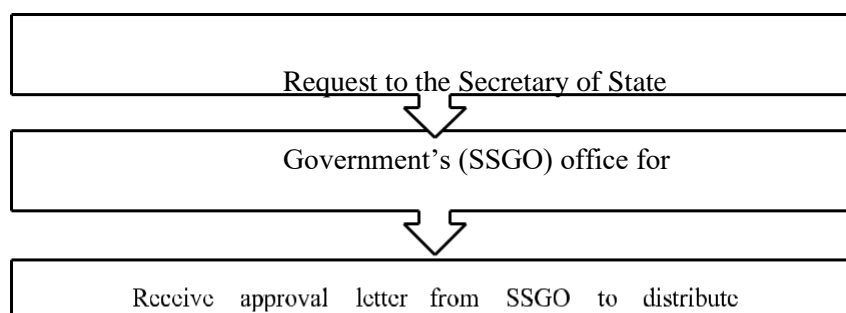 Request to the Secretary of State
Government's (SSGO) office for
Receive approval letter from SSGO to distribute